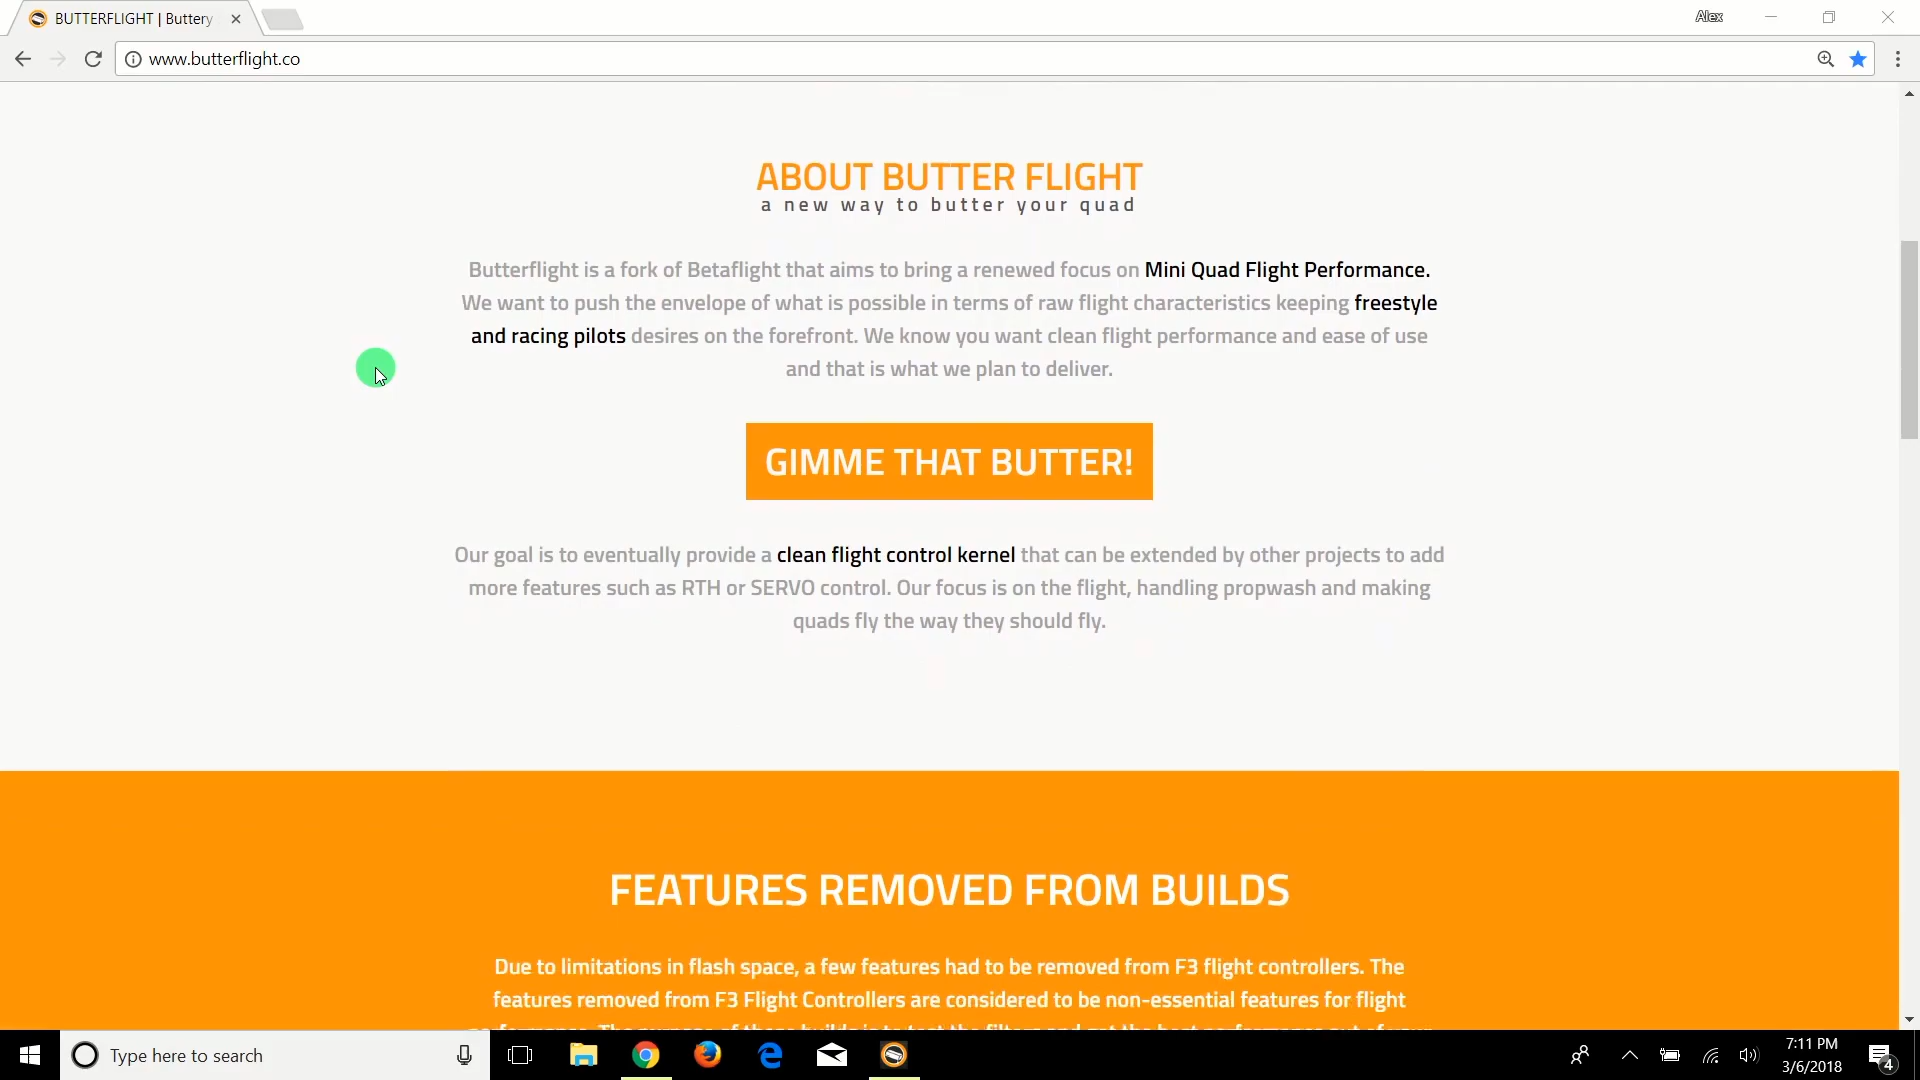 BUTTERFLIGHT | Buttery
Alex
www.butterflight.co
ABOUT BUTTER FLIGHT
a new way to butter your quad
Butterflight is a fork of Betaflight that aims to bring a renewed focus on Mini Quad Flight Performance.
We want to push the envelope of what is possible in terms of raw flight characteristics keeping freestyle
and racing pilots desires on the forefront. We know you want clean flight performance and ease of use
and that is what we plan to deliver.
GIMME THAT BUTTER!
Our goal is to eventually provide a clean flight control kernel that can be extended by other projects to add
more features such as RTH or SERVO control. Our focus is on the flight, handling propwash and making
quads fly the way they should fly.
FEATURES REMOVED FROM BUILDS
Due to limitations in flash space, a few features had to be removed from F3 flight controllers. The
features removed from F3 Flight Controllers are considered to be non-essential features for flight
Type here to search
7:11 PM
3/6/2018
4